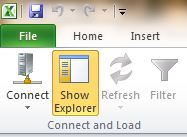 File Home Insert
Connect Show Explorer Refresh Filter
Connect and Load